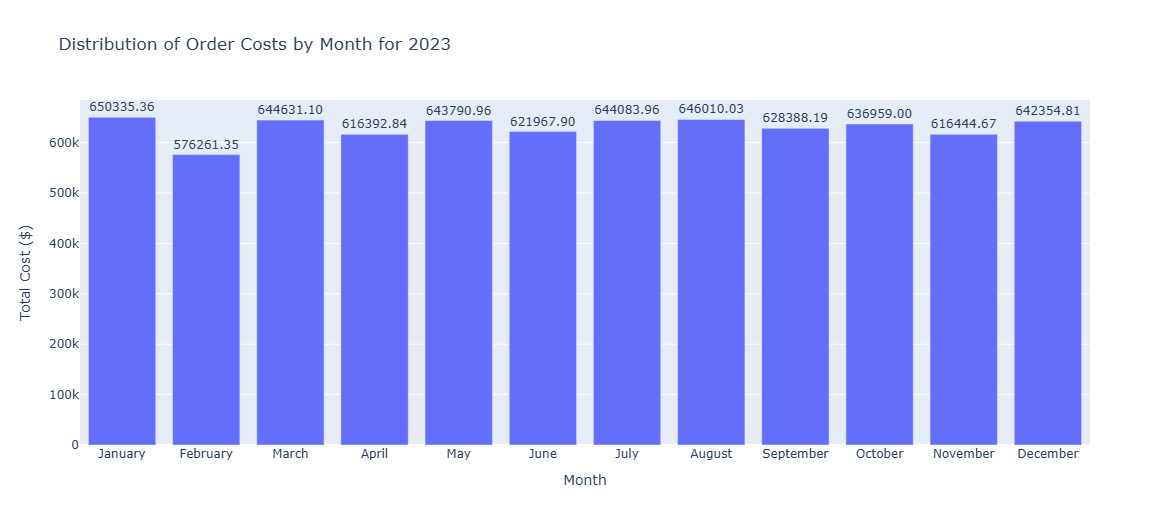 Distribution of Order Costs by Month for 2023
650335.36
576261.35
644631.10
616392.84
643790.96
621967.90
644083.96
646010.03
628388.19
636959.00
616444.67
642354.81
600k
500k
400k
300k
200k
100k
0
Total Cost ($)
January
February
March
April
May
June
July
August
September
October
November
December
Month